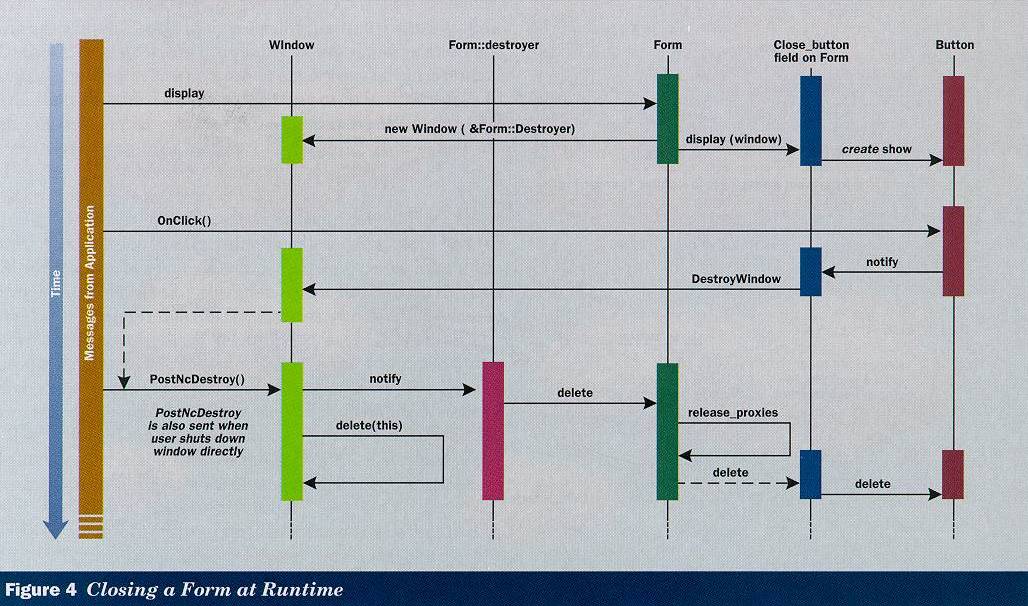 WIndow
Form::destroyer
Form
Close_button
field on Form
Button
display
new Window ( &Form::Destroyer)
display (window)
create show
OnClick()
notify
DestroyWindow
Time
Messages from Application
PostNcDestroy()
notify
delete
PostNcDestroy
is also sent when
user shuts down
window directly
delete(this)
release_proxies
delete
delete
Figure 4 Closing a Form at Runtime